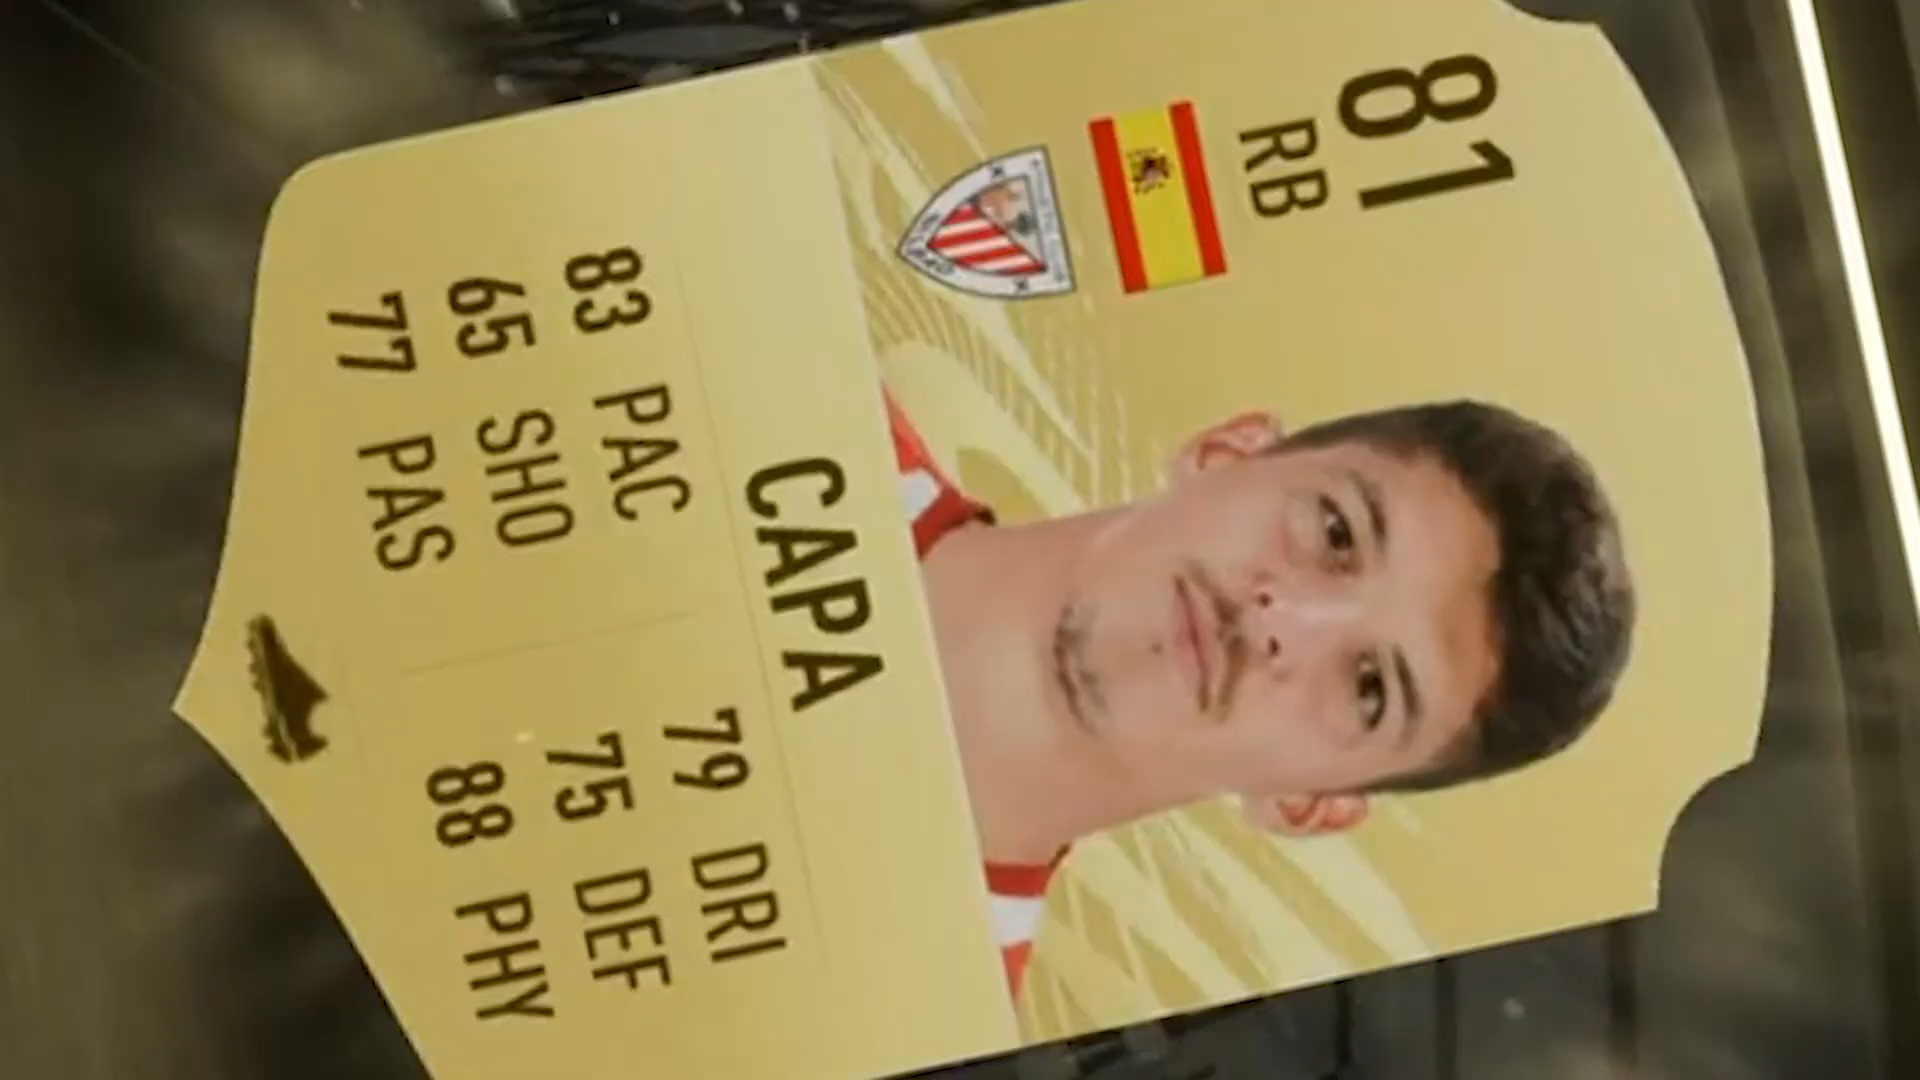 81
RB
CAPA
83 PAC
65 SHO
77 PAS
79 DRI
75 DEF
88 PHY